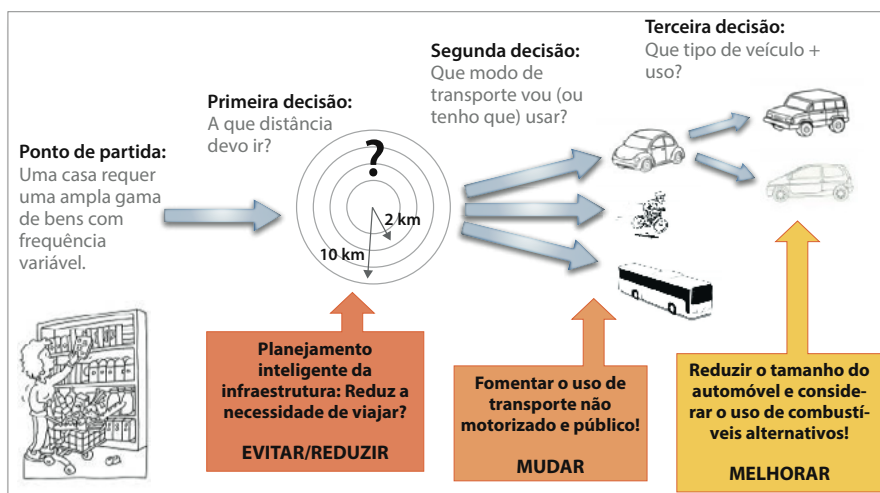 Ponto de partida:
Uma casa requer
uma ampla gama
de bens com
frequência
variável.
Primeira decisão:
A que distância
devo ir?
?
2 km
10 km
Segunda decisão:
Que modo de
transporte vou (ou
tenho que) usar?
Terceira decisão:
Que tipo de veículo +
uso?
Planejamento
inteligente da
infraestrutura: Reduz a
necessidade de viajar?
EVITAR/REDUZIR
Fomentar o uso de
transporte não
motorizado e público!
MUDAR
Reduzir o tamanho do
automóvel e conside-
rar o uso de combustí-
veis alternativos!
MELHORAR